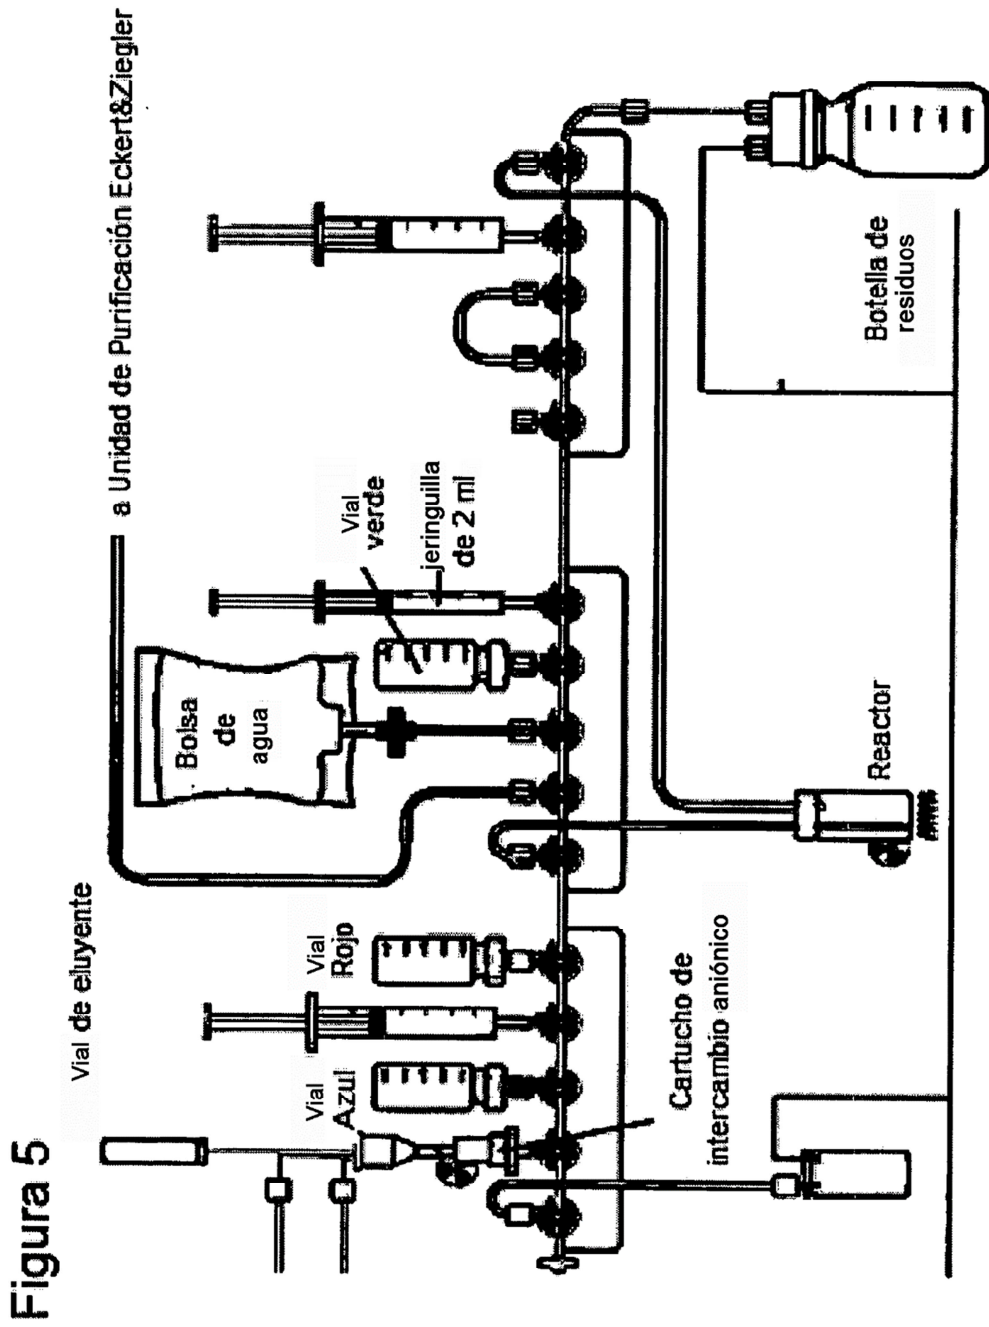 Figura 5
Vial de eluyente
a Unidad de Purificación Eckert&Ziegler
Bolsa
de
agua
Vial
verde
jeringuilla
de 2 ml
Vial
Azul
Vial
Rojo
Cartucho de
intercambio aniónico
Reactor
Botella de
residuos